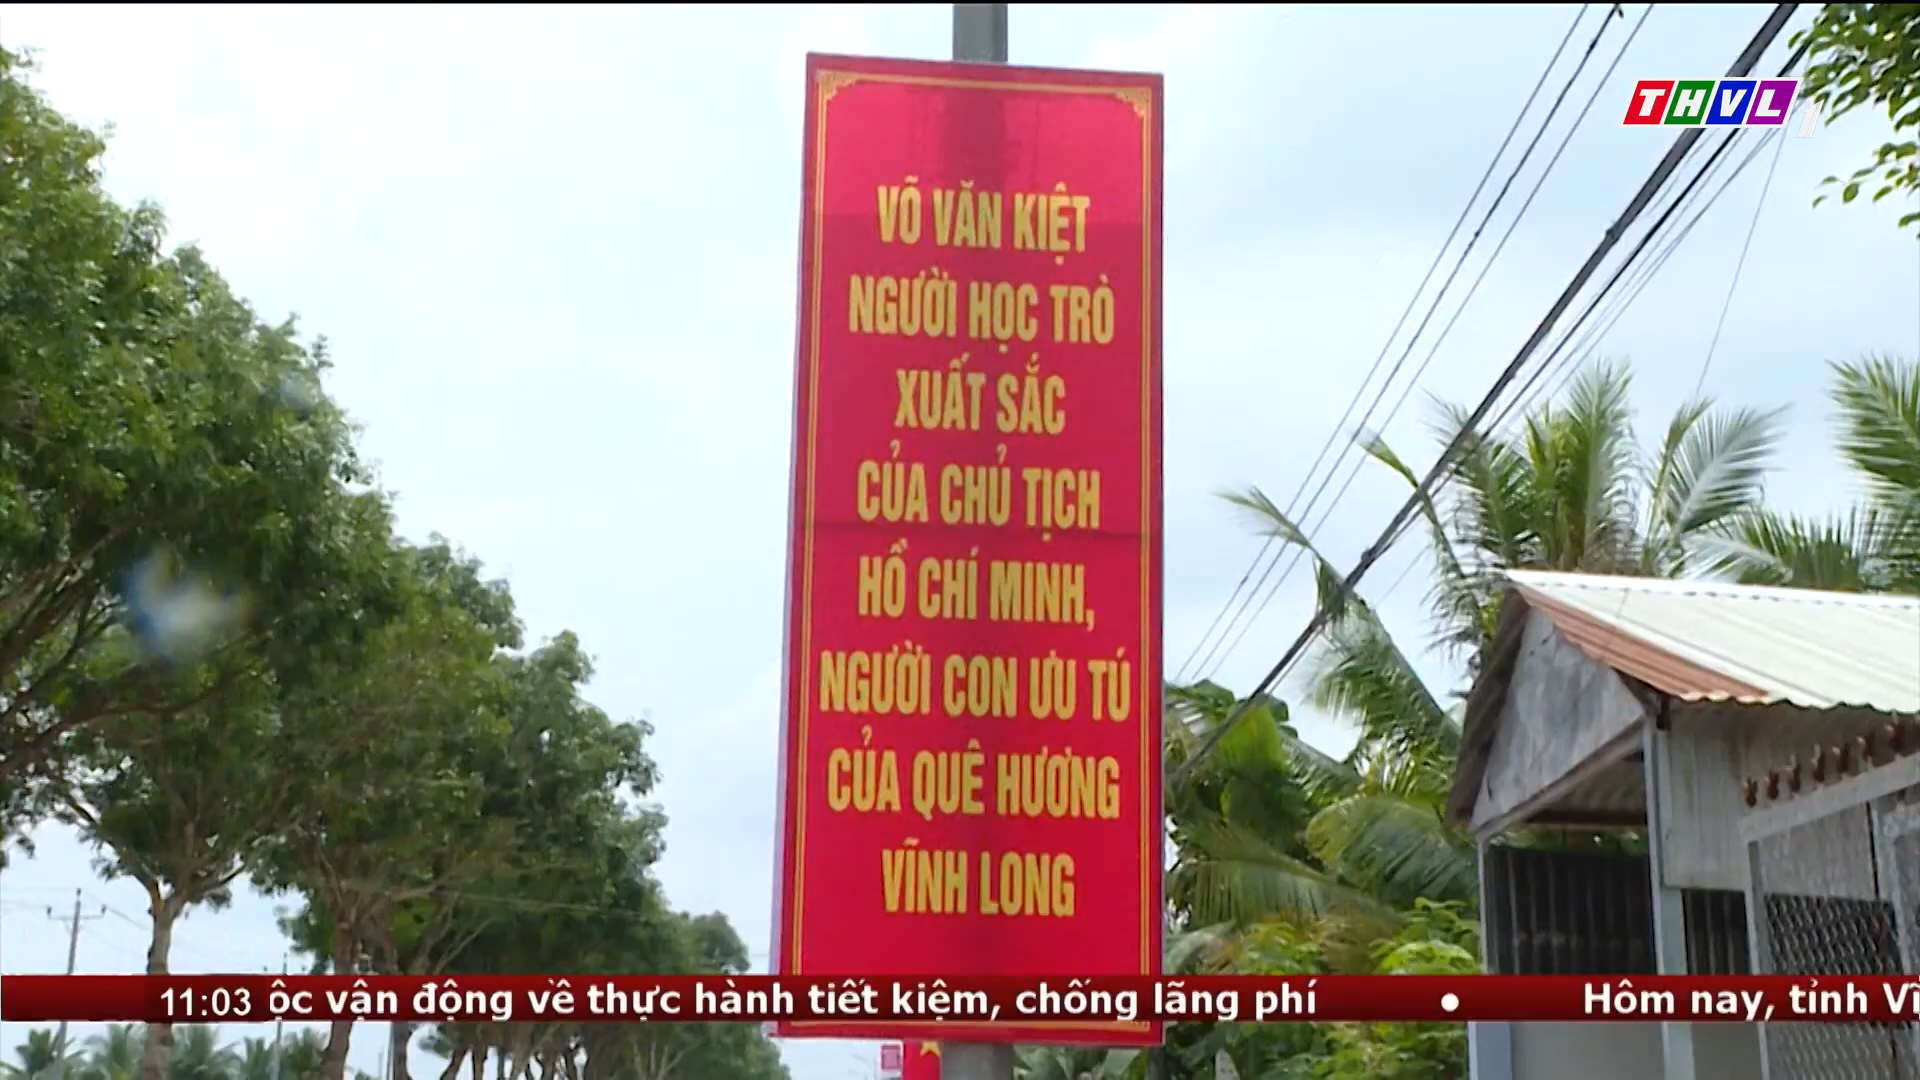 THVL1
VÕ VĂN KIỆT
NGƯỜI HỌC TRÒ
XUẤT SẮC
CỦA CHỦ TỊCH
HỒ CHÍ MINH,
NGƯỜI CON ƯU TÚ
CỦA QUÊ HƯƠNG
VĨNH LONG
11:03 ộc vận động về thực hành tiết kiệm, chống lãng phí • Hôm nay, tỉnh Vĩ